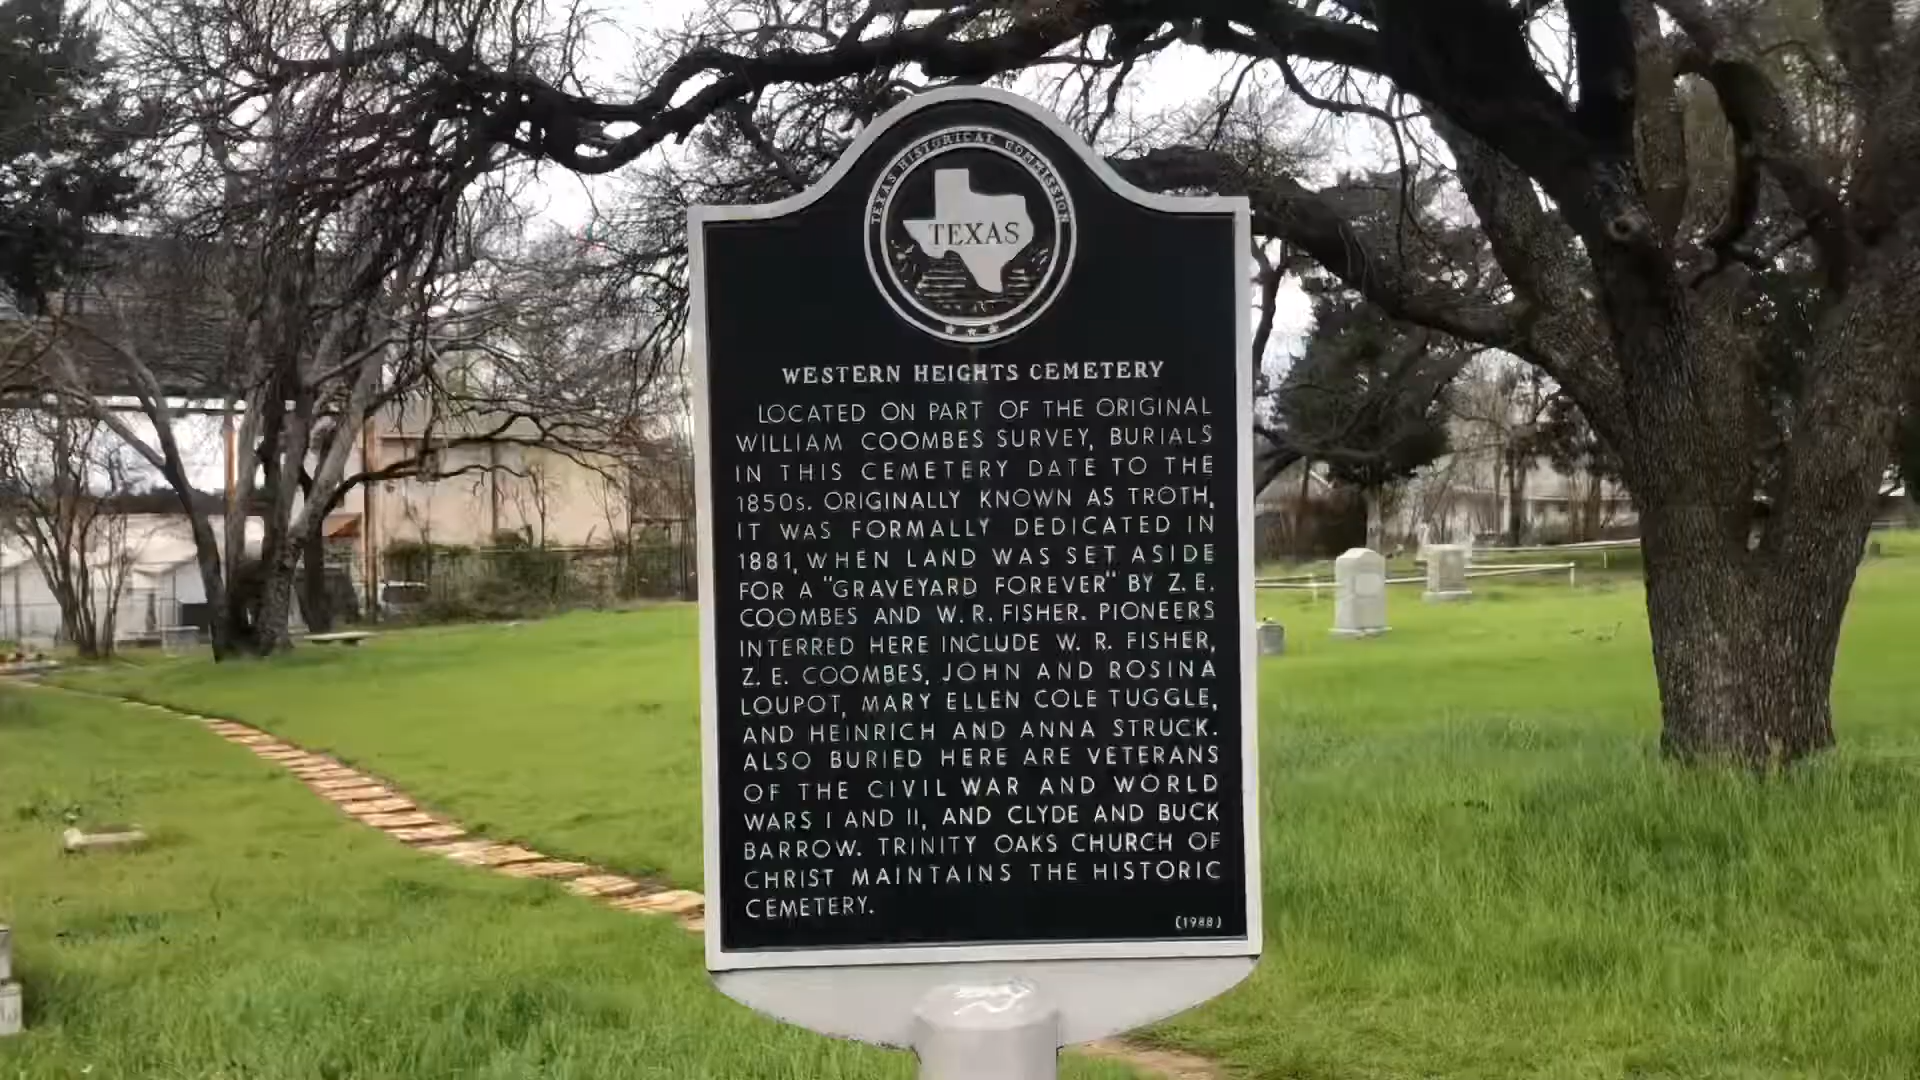 TEXAS HISTORICAL COMMISSION
TEXAS
WESTERN HEIGHTS CEMETERY
LOCATED ON PART OF THE ORIGINAL
WILLIAM COOMBES SURVEY, BURIALS
IN THIS CEMETERY DATE TO THE
1850s. ORIGINALLY KNOWN AS TROTH,
IT WAS FORMALLY DEDICATED IN
1881, WHEN LAND WAS SET ASIDE
FOR A "GRAVEYARD FOREVER" BY Z. E.
COOMBES AND W. R. FISHER. PIONEERS
INTERRED HERE INCLUDE W. R. FISHER,
Z. E. COOMBES, JOHN AND ROSINA
LOUPOT, MARY ELLEN COLE TUGGLE,
AND HEINRICH AND ANNA STRUCK.
ALSO BURIED HERE ARE VETERANS
OF THE CIVIL WAR AND WORLD
WARS I AND II, AND CLYDE AND BUCK
BARROW. TRINITY OAKS CHURCH OF
CHRIST MAINTAINS THE HISTORIC
CEMETERY.
(1988)